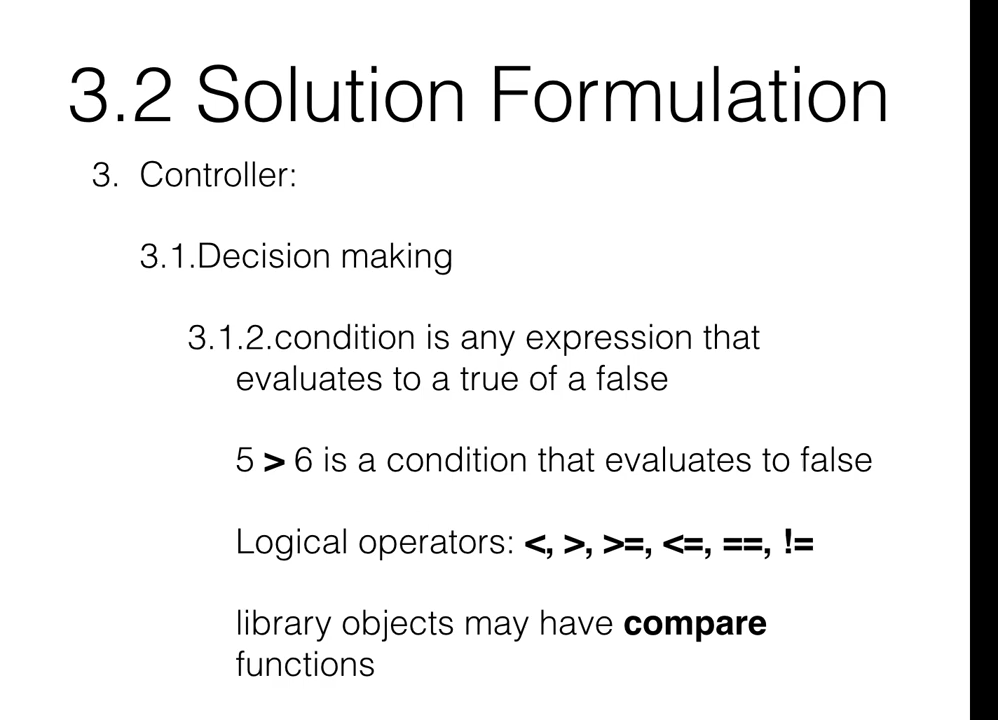 3.2 Solution Formulation
3. Controller:
3.1.Decision making
3.1.2.condition is any expression that
evaluates to a true of a false
5 > 6 is a condition that evaluates to false
Logical operators: <, >, >=, <=, ==, !=
library objects may have compare
functions